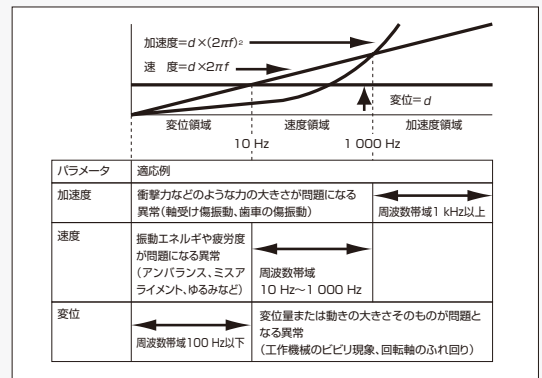 加速度=d×(2πf)²
速 度=d×2πf
変位=d
変位領域 速度領域 加速度領域
10 Hz 1 000 Hz
パラメータ 適応例
加速度 衝撃力などのような力の大きさが問題になる
異常(軸受け傷振動、歯車の傷振動) 周波数帯域1 kHz以上
速度 振動エネルギや疲労度
が問題になる異常
(アンバランス、ミスア
ライメント、ゆるみなど)
周波数帯域
10 Hz〜1 000 Hz
変位
周波数帯域100 Hz以下
変位量または動きの大きさそのものが問題と
なる異常
(工作機械のビビリ現象、回転軸のふれ回り)